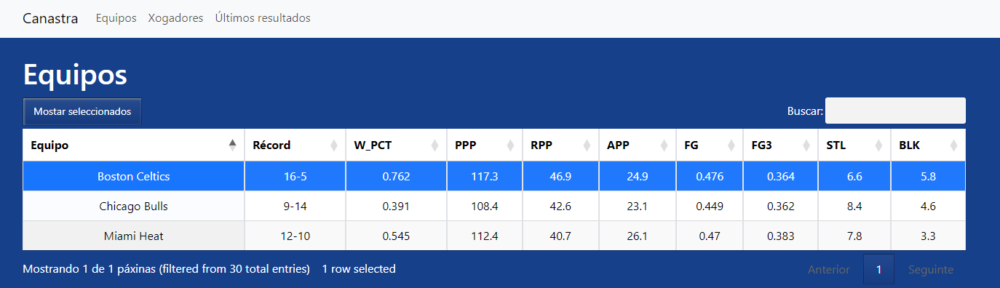 Canastra Equipos Xogadores Últimos resultados
Equipos
Mostar seleccionados Buscar:
Equipo Récord W_PCT PPP RPP APP FG FG3 STL BLK
Boston Celtics 16-5 0.762 117.3 46.9 24.9 0.476 0.364 6.6 5.8
Chicago Bulls 9-14 0.391 108.4 42.6 23.1 0.449 0.362 8.4 4.6
Miami Heat 12-10 0.545 112.4 40.7 26.1 0.47 0.383 7.8 3.3
Mostrando 1 de 1 páxinas (filtered from 30 total entries) 1 row selected Anterior 1 Seguinte